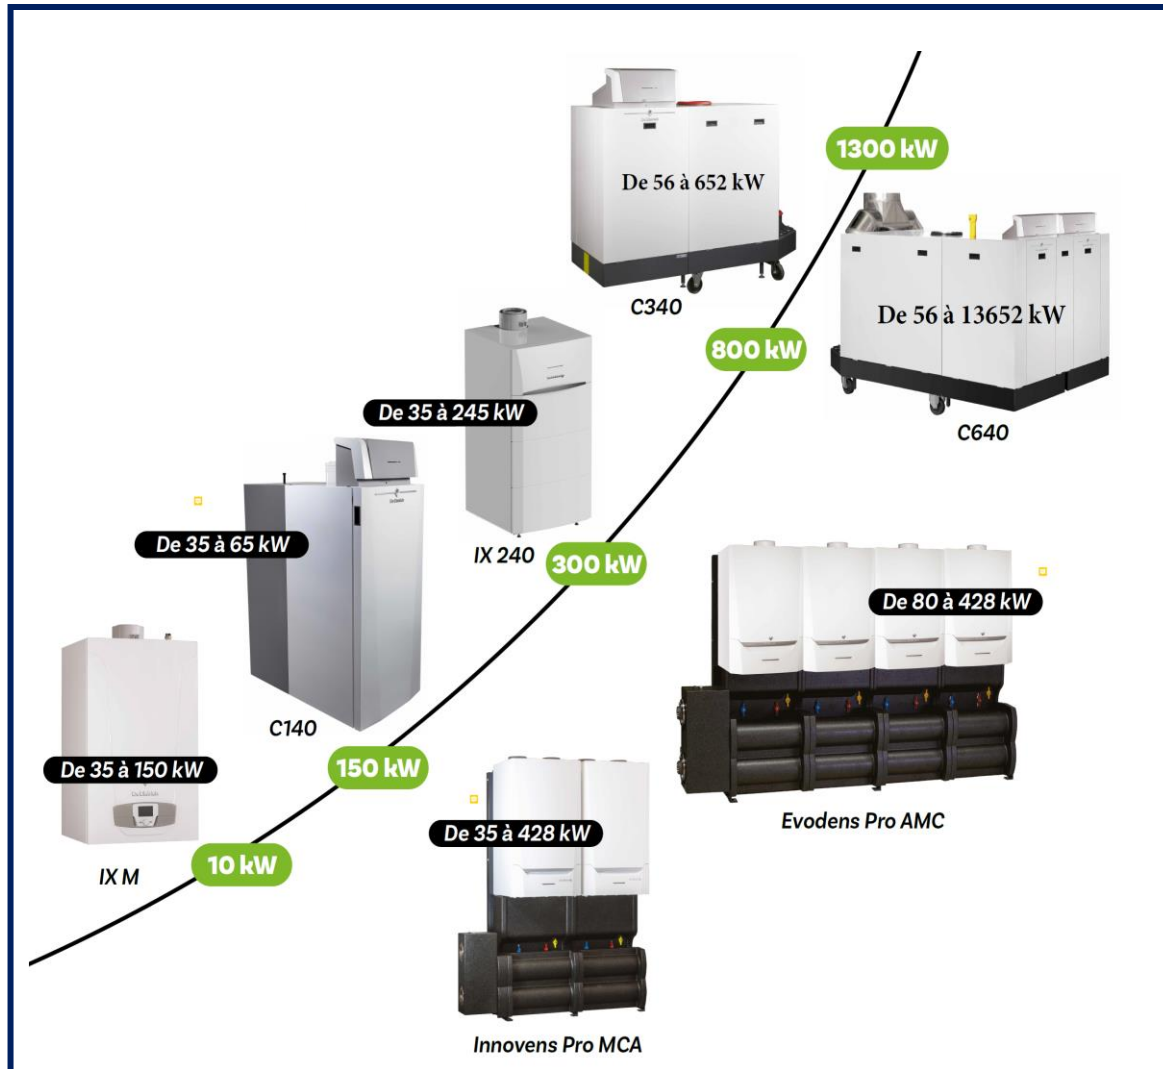 1300 kW
De 56 à 652 kW
C340
De 56 à 13652 kW
800 kW
C640
De 35 à 245 kW
IX 240
300 kW
De 35 à 65 kW
C140
De 80 à 428 kW
Evodens Pro AMC
De 35 à 150 kW
150 kW
IX M
10 kW
De 35 à 428 kW
Innovens Pro MCA